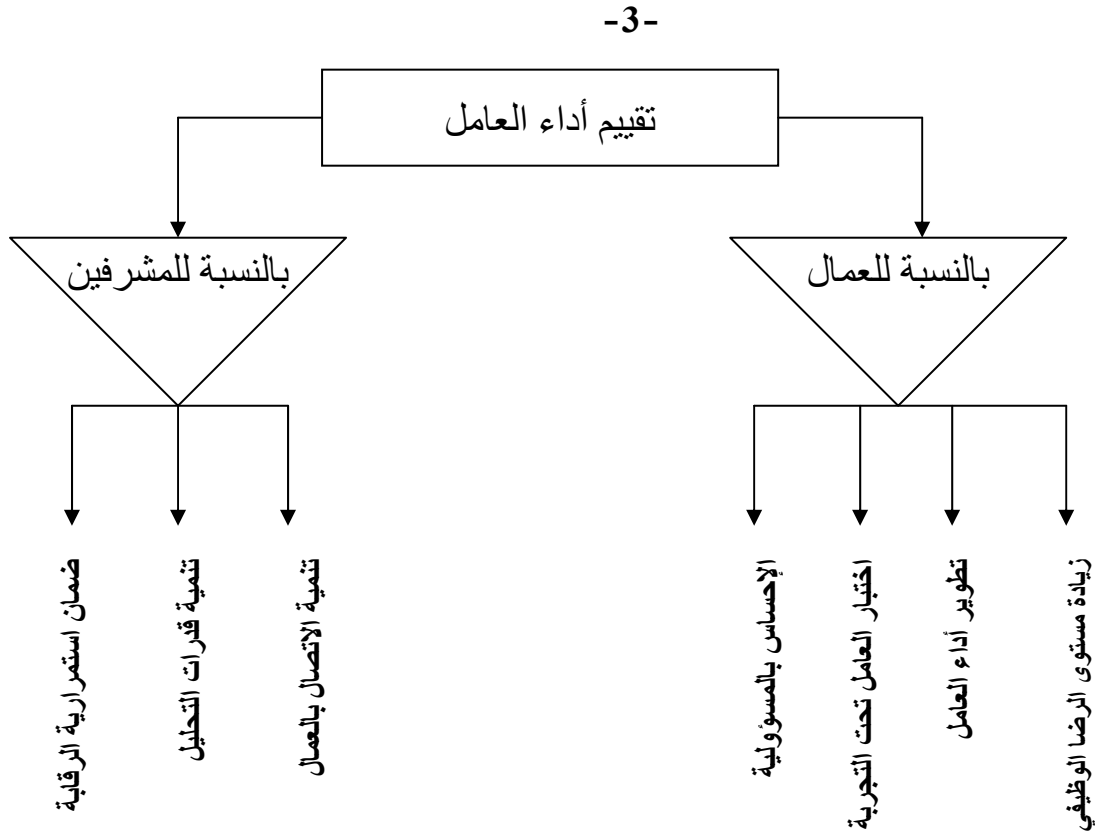 -3-
تقييم أداء العامل
بالنسبة للعمال
بالنسبة للمشرفين
زيادة مستوى الرضا الوظيفي
تطوير أداء العامل
اختبار العامل تحت التجربة
الإحساس بالمسؤولية
تنمية الاتصال بالعمال
تنمية قدرات التحليل
ضمان استمرارية الرقابة